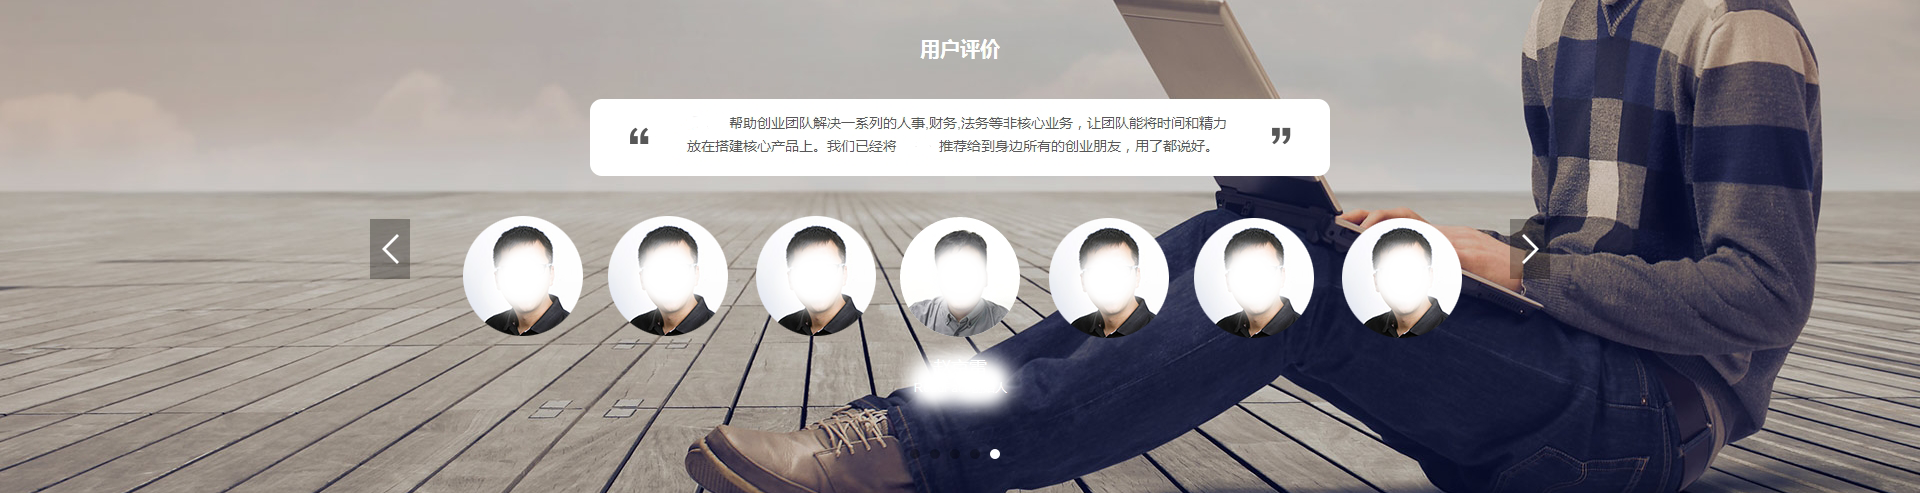 用户评价
“ 帮助创业团队解决一系列的人事,财务,法务等非核心业务，让团队能将时间和精力 ”
放在搭建核心产品上。我们已经将 推荐给到身边所有的创业朋友，用了都说好。
人